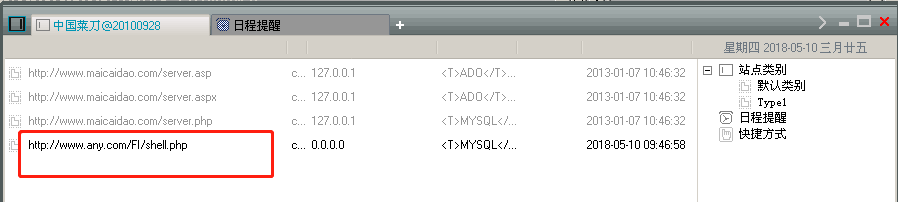 中国菜刀@20100928 日程提醒 +
星期四 2018-05-10 三月廿五
http://www.maicaidao.com/server.asp c... 127.0.0.1 <T>ADO</T>... 2013-01-07 10:46:32
http://www.maicaidao.com/server.aspx c... 127.0.0.1 <T>ADO</T>... 2013-01-07 10:46:32
http://www.maicaidao.com/server.php c... 127.0.0.1 <T>MYSQL</... 2013-01-07 10:46:32
http://www.any.com/FI/shell.php c... 0.0.0.0 <T>MYSQL</... 2018-05-10 09:46:58
站点类别
默认类别
Type1
日程提醒
快捷方式